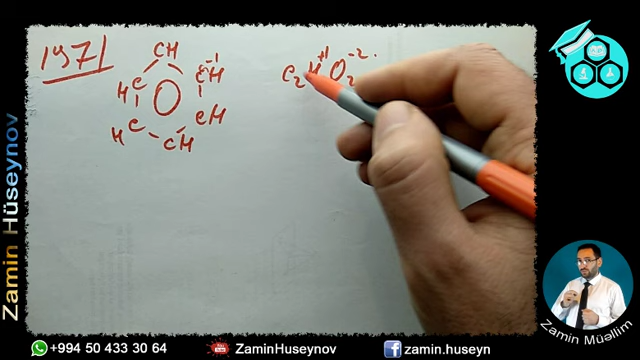 1971
CH
C⁻¹H
HC
CH
HC
CH
C₂H⁺¹O₂⁻²
Zamin Hüseynov
Zamin Müəllim
+994 50 433 30 64
ZaminHuseynov
zamin.huseyn